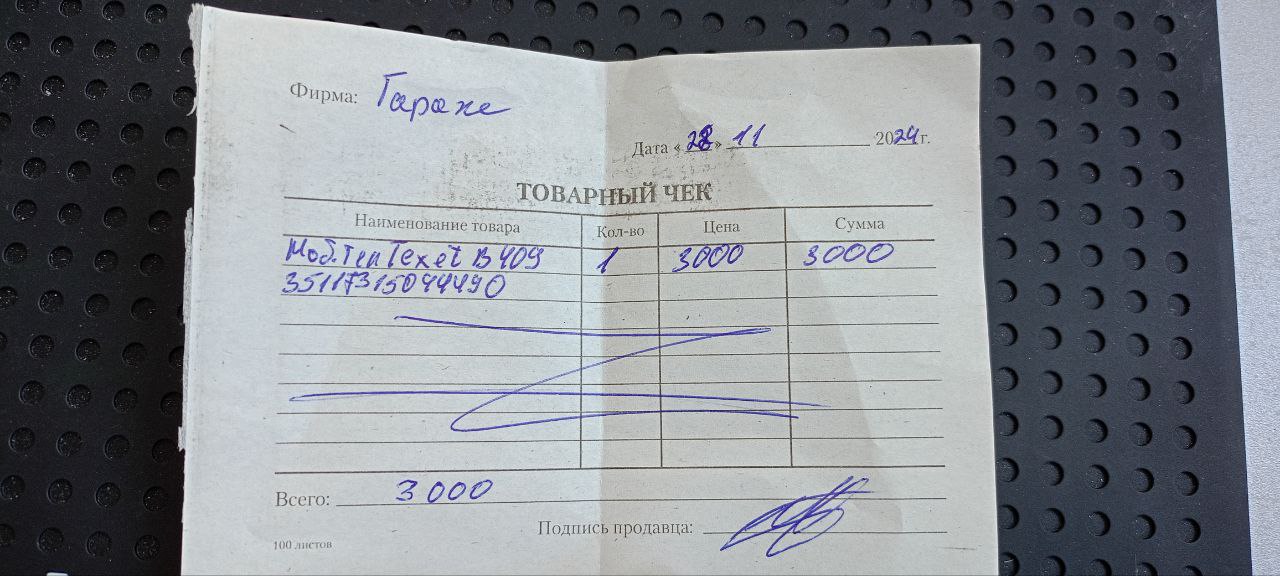 Фирма: Гараже
Дата «28» 11 2024г.
ТОВАРНЫЙ ЧЕК
Наименование товара Кол-во Цена Сумма
Моб.Тел Texet B409 1 3000 3000
351173150444490
Всего: 3000
Подпись продавца:
100 листов